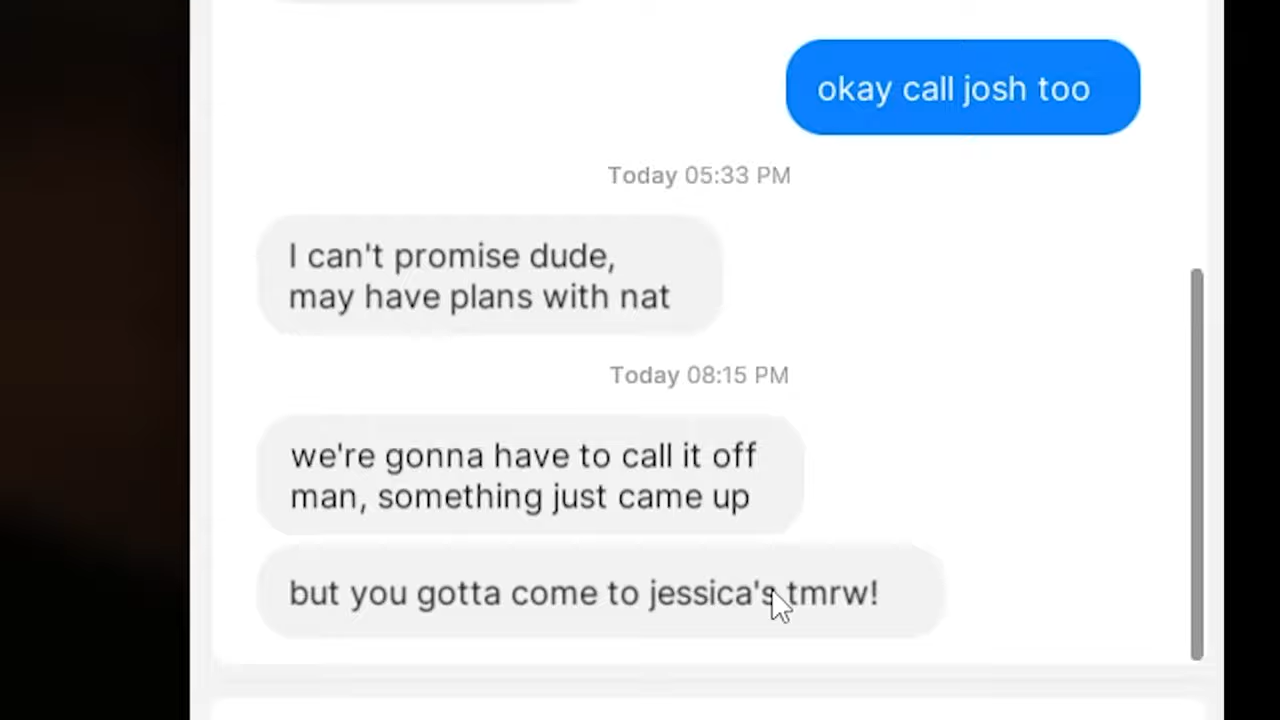 okay call josh too
Today 05:33 PM
I can't promise dude,
may have plans with nat
Today 08:15 PM
we're gonna have to call it off
man, something just came up
but you gotta come to jessica's tmrw!